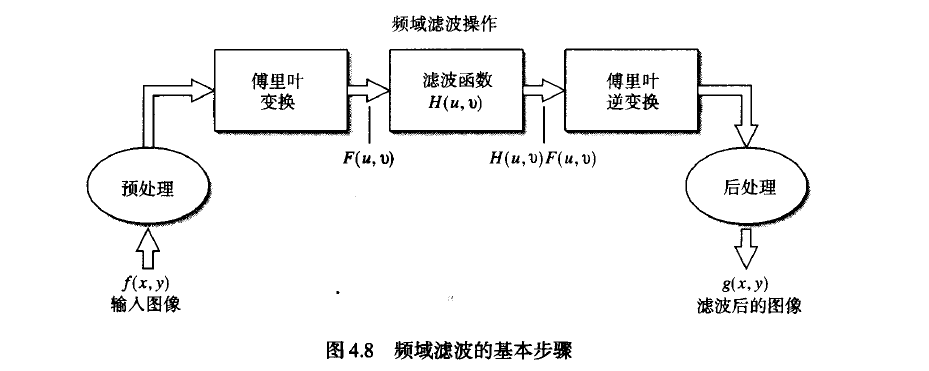 频域滤波操作
傅里叶
变换
滤波函数
H(u, υ)
傅里叶
逆变换
F(u, υ)
H(u, υ)F(u, υ)
预处理
后处理
f(x, y)
输入图像
g(x, y)
滤波后的图像
图4.8 频域滤波的基本步骤